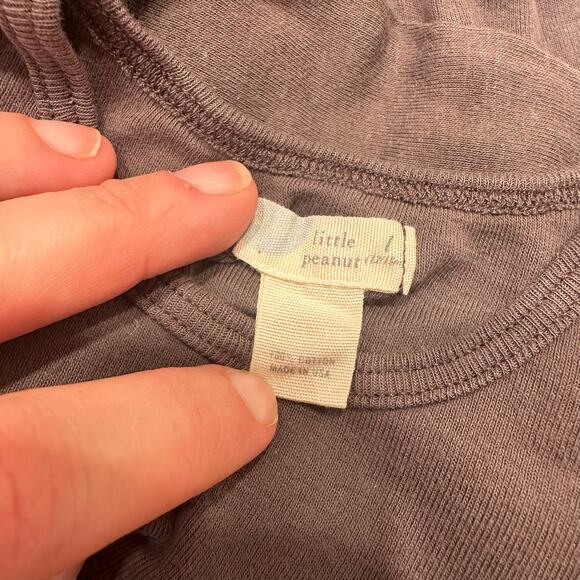 little
peanut
l
100% COTTON
MADE IN USA